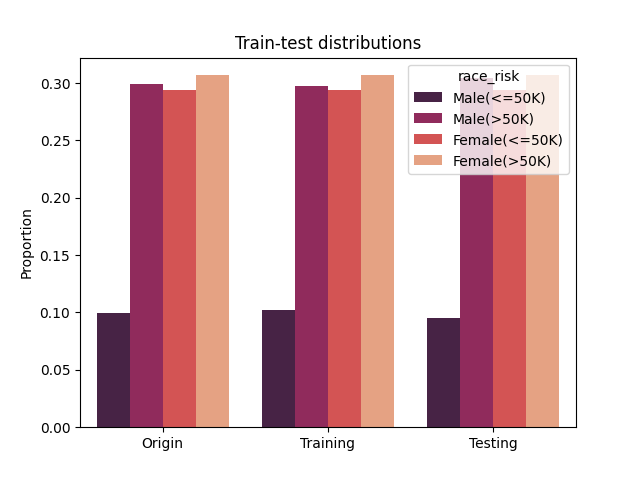 Train-test distributions
race_risk
Male(<=50K)
Male(>50K)
Female(<=50K)
Female(>50K)
Proportion
0.30
0.25
0.20
0.15
0.10
0.05
0.00
Origin
Training
Testing